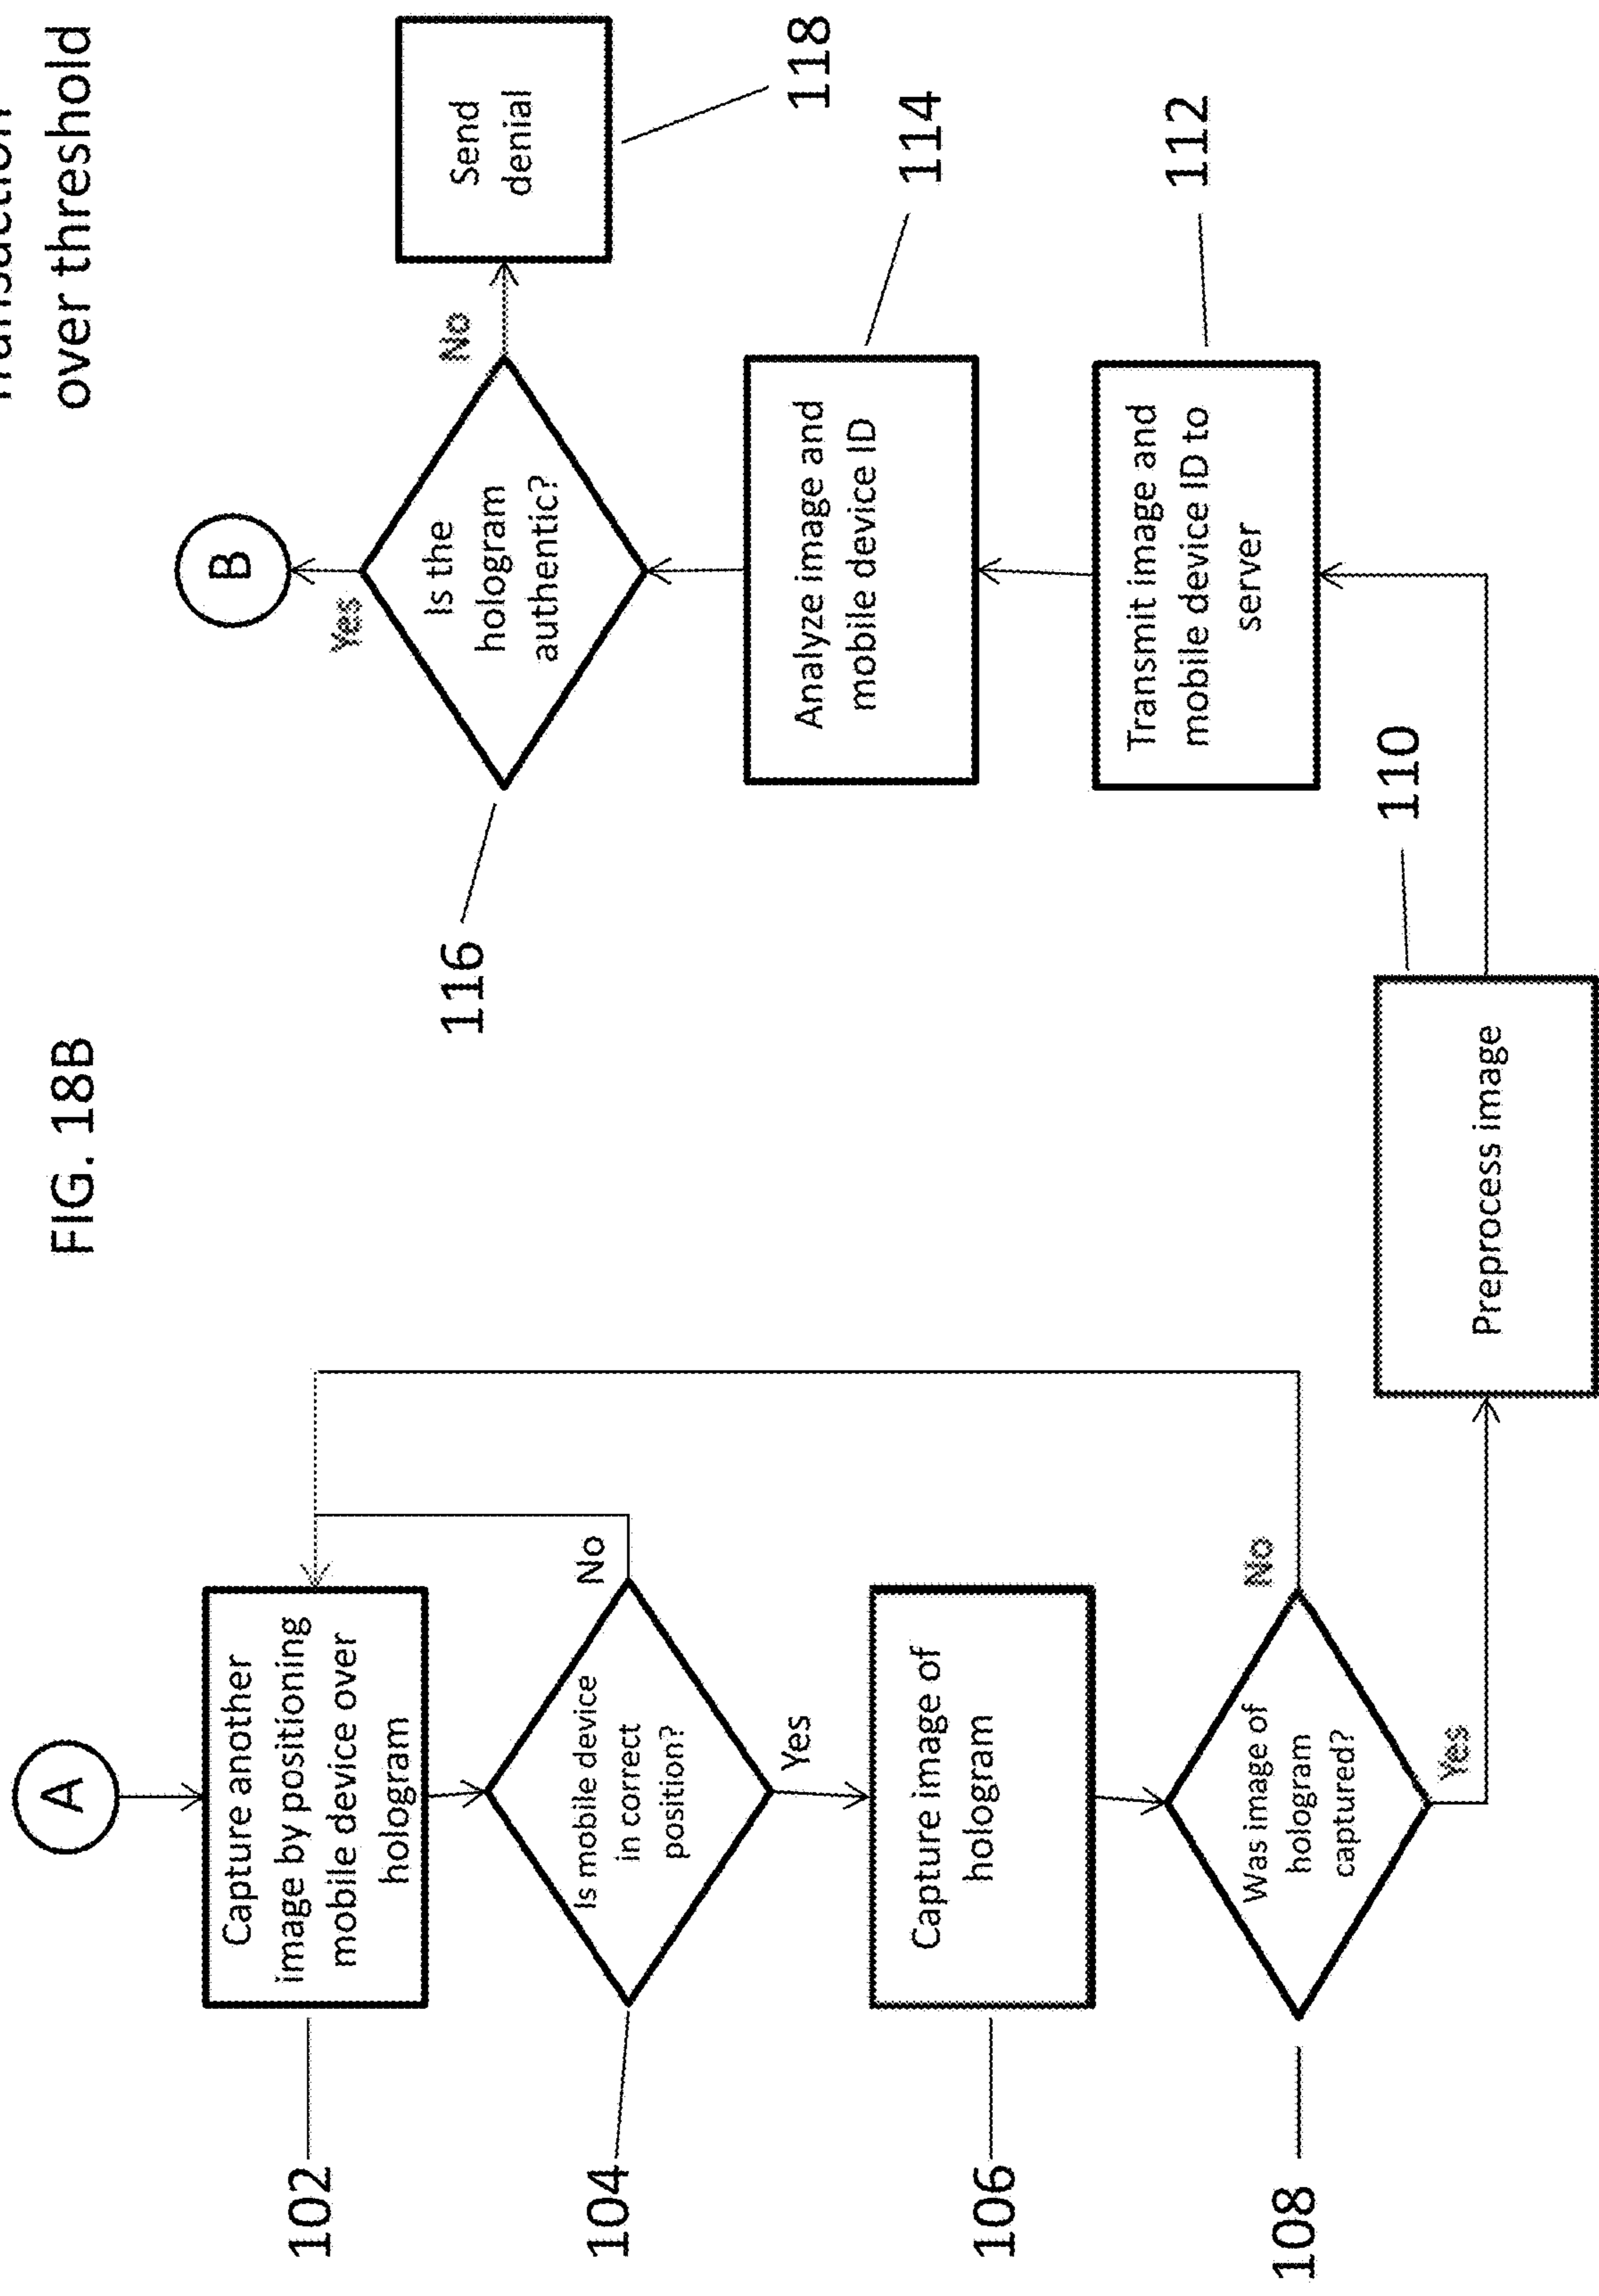 FIG. 18B
Transaction
over threshold
A
Capture another
image by positioning
mobile device over
hologram
102
Is mobile device
in correct
position?
104
No
Yes
Capture image of
hologram
106
Was image of
hologram
captured?
108
No
Yes
Preprocess image
110
Transmit image and
mobile device ID to
server
112
Analyze image and
mobile device ID
114
Is the
hologram
authentic?
116
Yes
No
B
Send
denial
118